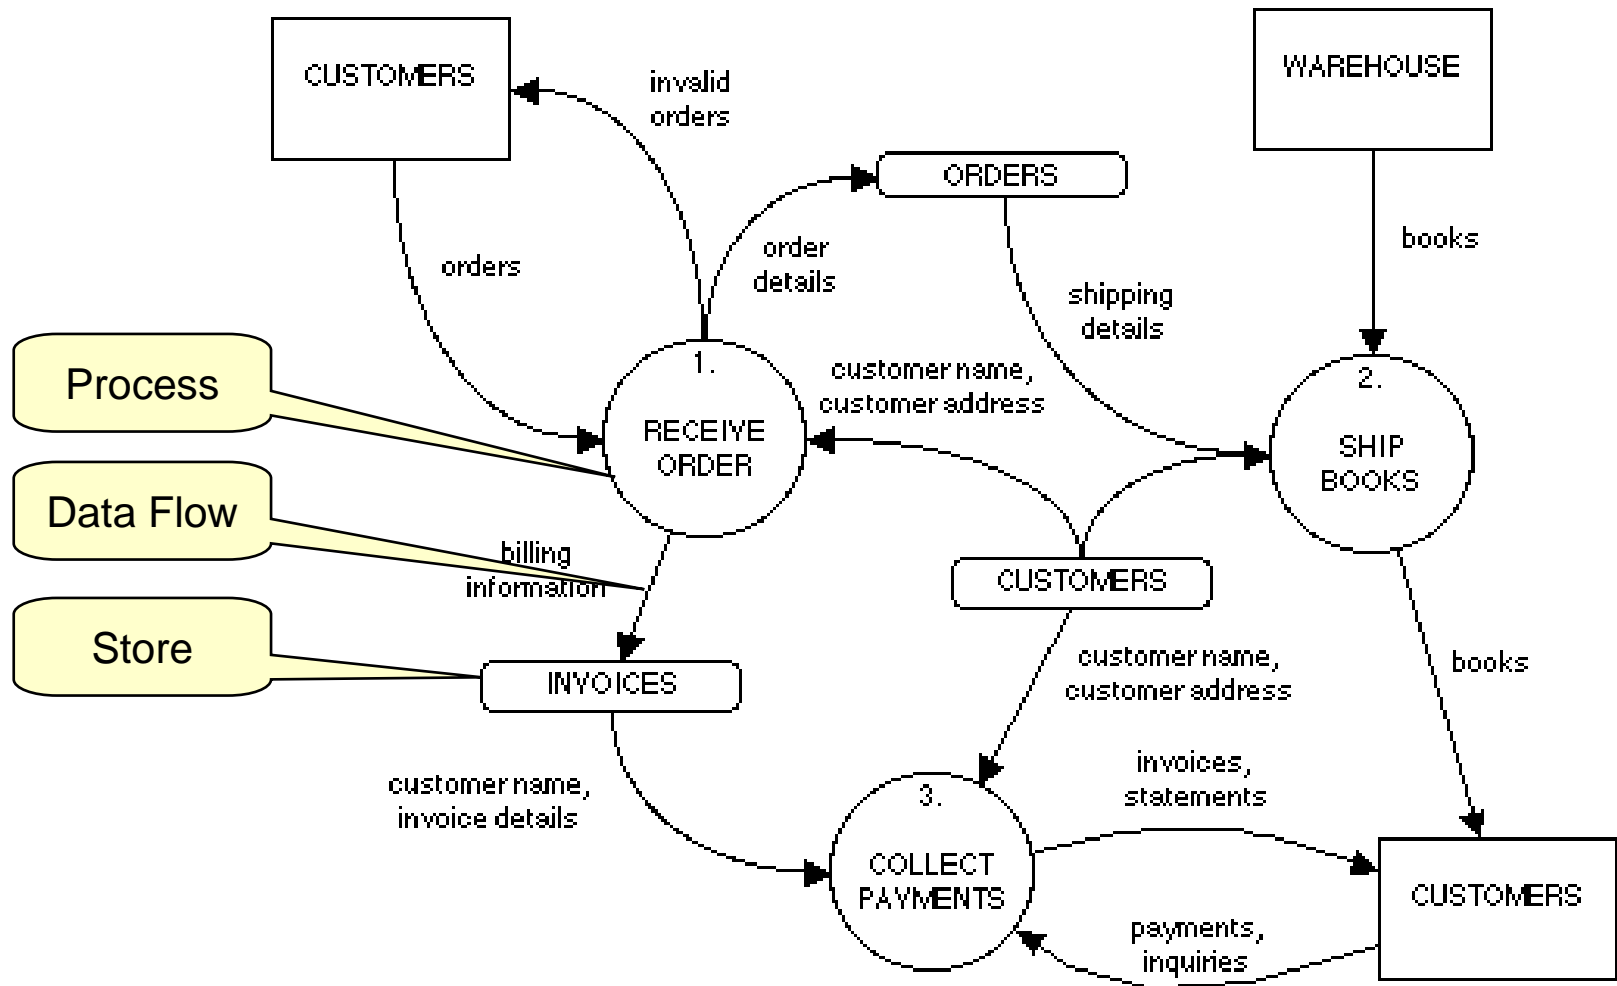 CUSTOMERS
invalid
orders
WAREHOUSE
ORDERS
order
details
orders
books
shipping
details
Process
1.
RECEIVE
ORDER
customer name,
customer address
2.
SHIP
BOOKS
Data Flow
billing
information
CUSTOMERS
Store
INVOICES
customer name,
customer address
books
customer name,
invoice details
3.
COLLECT
PAYMENTS
invoices,
statements
CUSTOMERS
payments,
inquiries